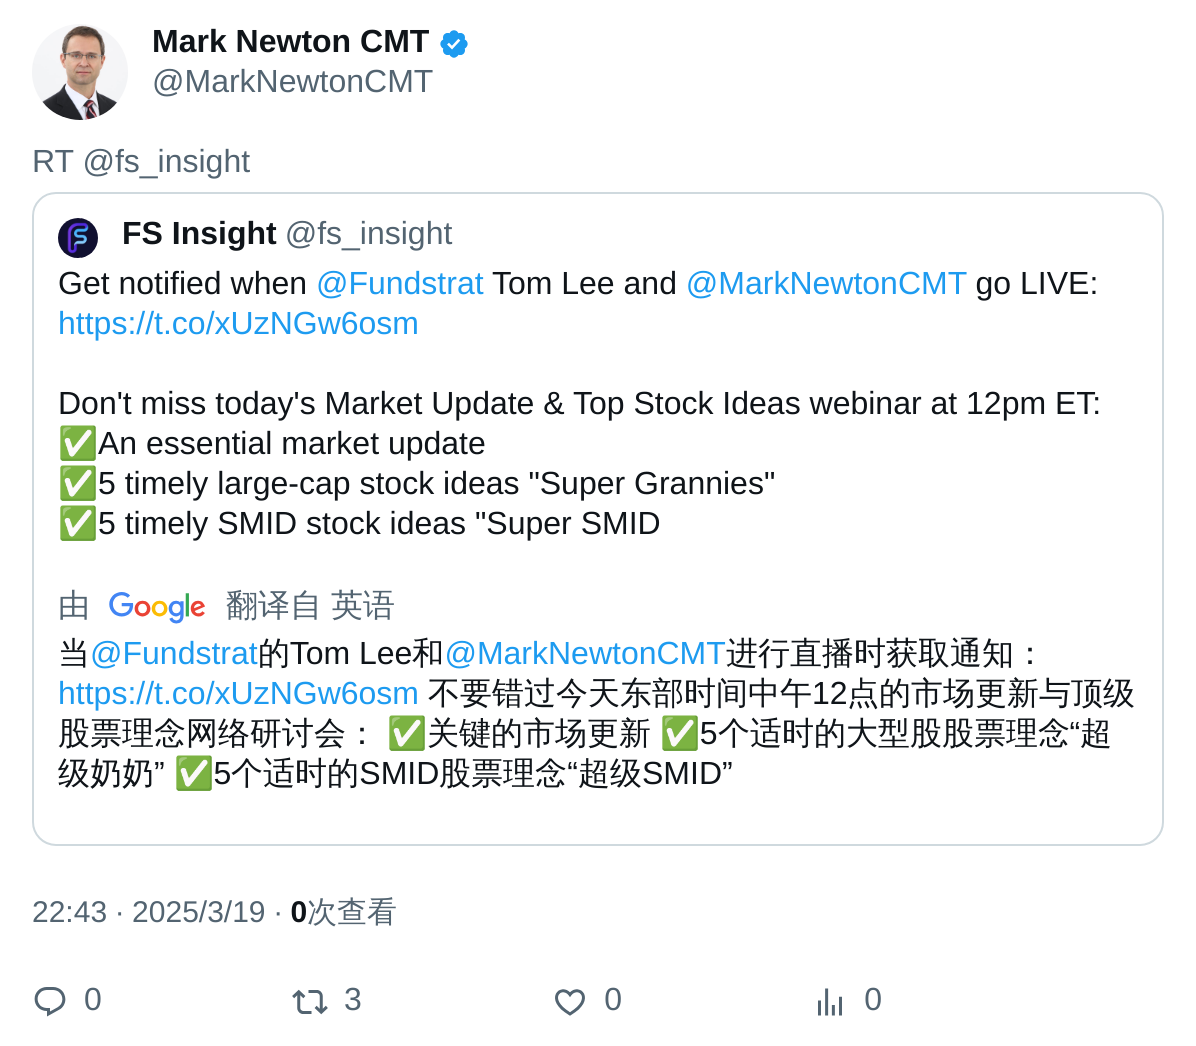 Mark Newton CMT
@MarkNewtonCMT
RT @fs_insight
FS Insight @fs_insight
Get notified when @Fundstrat Tom Lee and @MarkNewtonCMT go LIVE:
https://t.co/xUzNGw6osm
Don't miss today's Market Update & Top Stock Ideas webinar at 12pm ET:
✅An essential market update
✅5 timely large-cap stock ideas "Super Grannies"
✅5 timely SMID stock ideas "Super SMID
由 Google 翻译自 英语
当@Fundstrat的Tom Lee和@MarkNewtonCMT进行直播时获取通知：
https://t.co/xUzNGw6osm 不要错过今天东部时间中午12点的市场更新与顶级
股票理念网络研讨会： ✅关键的市场更新 ✅5个适时的大型股股票理念“超
级奶奶” ✅5个适时的SMID股票理念“超级SMID”
22:43 · 2025/3/19 · 0次查看
0 3 0 0